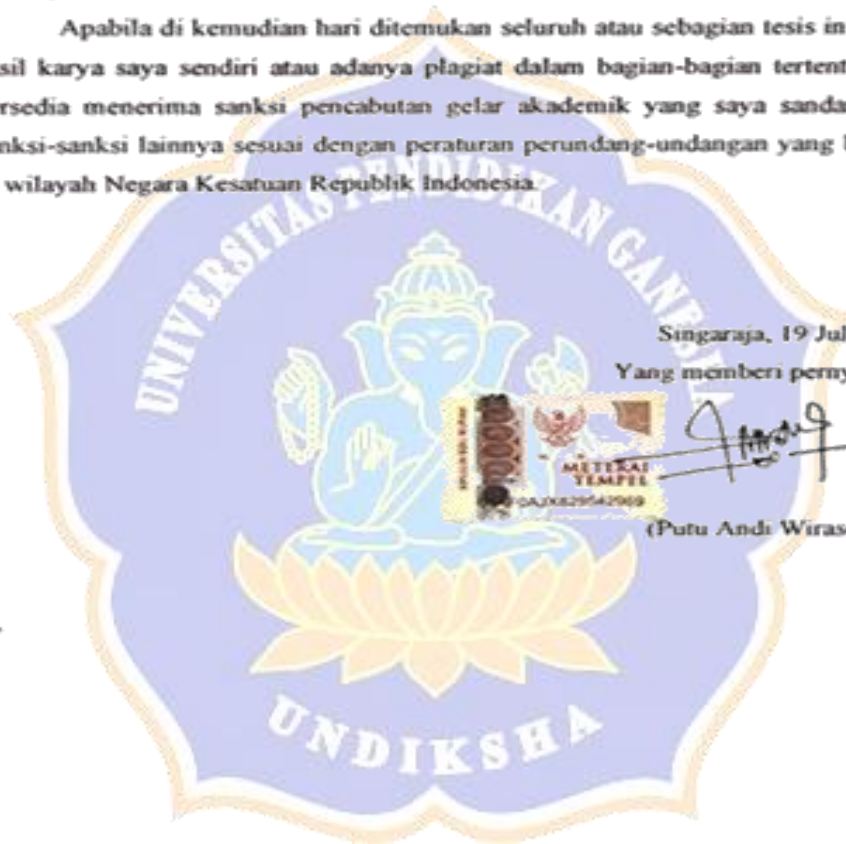 Apabila di kemudian hari ditemukan seluruh atau sebagian tesis in
sil karya saya sendiri atau adanya plagiat dalam bagian-bagian tertent
rsedia menerima sanksi pencabutan gelar akademik yang saya sanda
nksi-sanksi lainnya sesuai dengan peraturan perundang-undangan yang
wilayah Negara Kesatuan Republik Indonesia.
UNIVERSITAS PENDIDIKAN GANESHA
Singaraja, 19 Jul
Yang memberi perny
METERAI
TEMPEL
(Putu Andi Wiras
UNDIKSHA